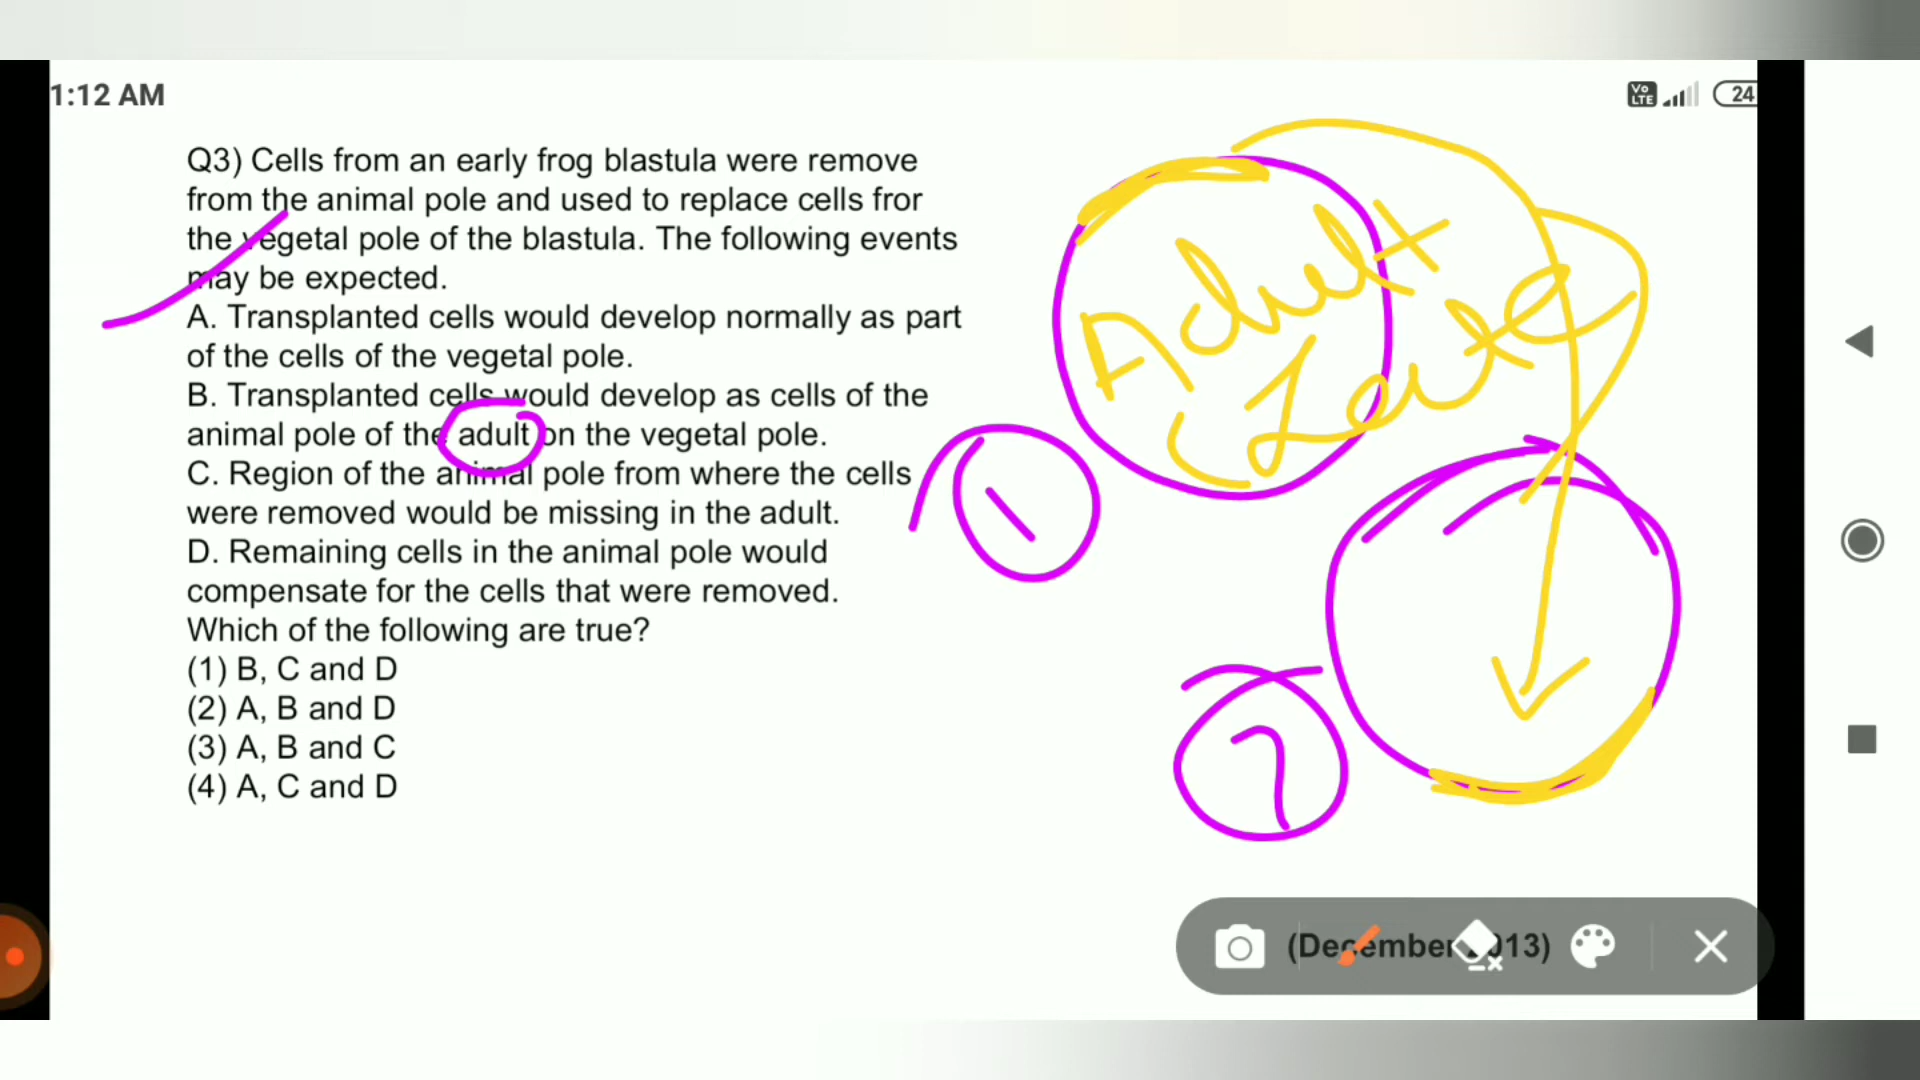 1:12 AM
Vo LTE
24
Q3) Cells from an early frog blastula were remove
from the animal pole and used to replace cells fror
the vegetal pole of the blastula. The following events
may be expected.
A. Transplanted cells would develop normally as part
of the cells of the vegetal pole.
B. Transplanted cells would develop as cells of the
animal pole of the adult on the vegetal pole.
C. Region of the animal pole from where the cells
were removed would be missing in the adult.
D. Remaining cells in the animal pole would
compensate for the cells that were removed.
Which of the following are true?
(1) B, C and D
(2) A, B and D
(3) A, B and C
(4) A, C and D
Adult
1
(December 2013)